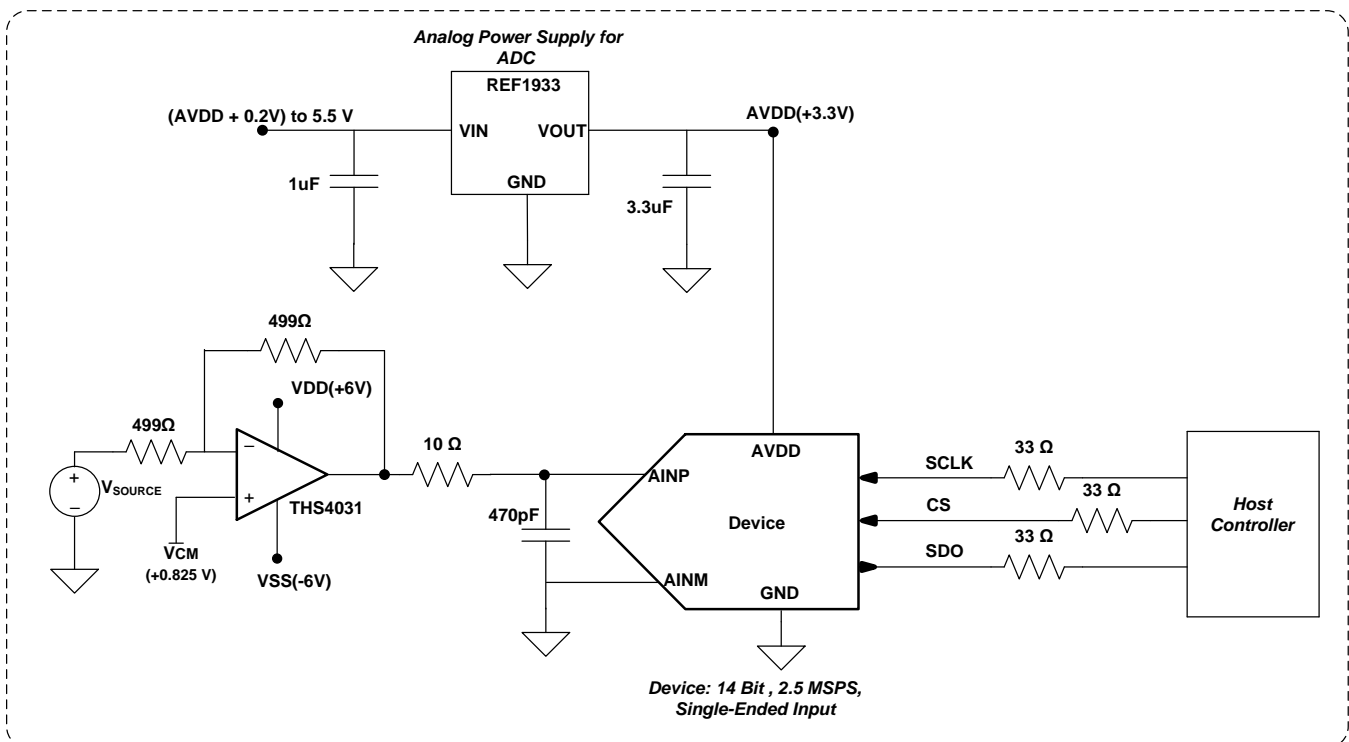 Analog Power Supply for
ADC
REF1933
(AVDD + 0.2V) to 5.5 V
VIN
VOUT
AVDD(+3.3V)
GND
1uF
3.3uF
499Ω
VDD(+6V)
499Ω
10 Ω
AVDD
SCLK
33 Ω
VSOURCE
THS4031
AINP
CS
33 Ω
Host
Controller
470pF
Device
VCM
(+0.825 V)
SDO
33 Ω
VSS(-6V)
AINM
GND
Device: 14 Bit , 2.5 MSPS,
Single-Ended Input